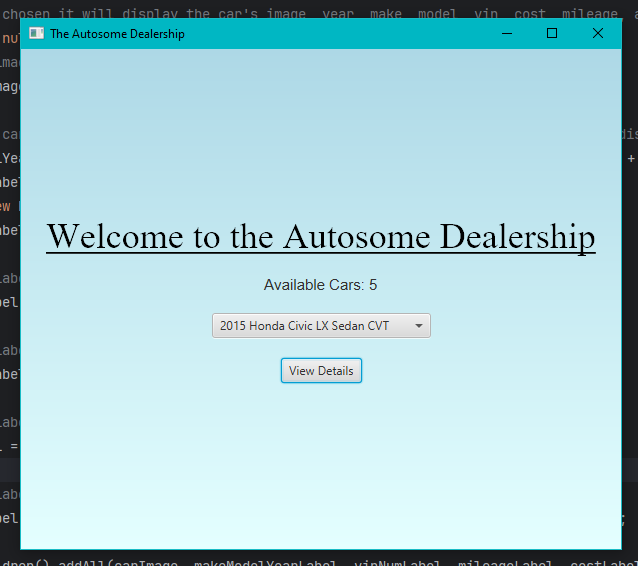 chosen it will display the car's image, year, make, model, vin, cost, mileage, a
The Autosome Dealership
Welcome to the Autosome Dealership
Available Cars: 5
2015 Honda Civic LX Sedan CVT
View Details
dren().addAll(carImage, makeModelYearLabel, vinNumLabel, mileageLabel, costLabel